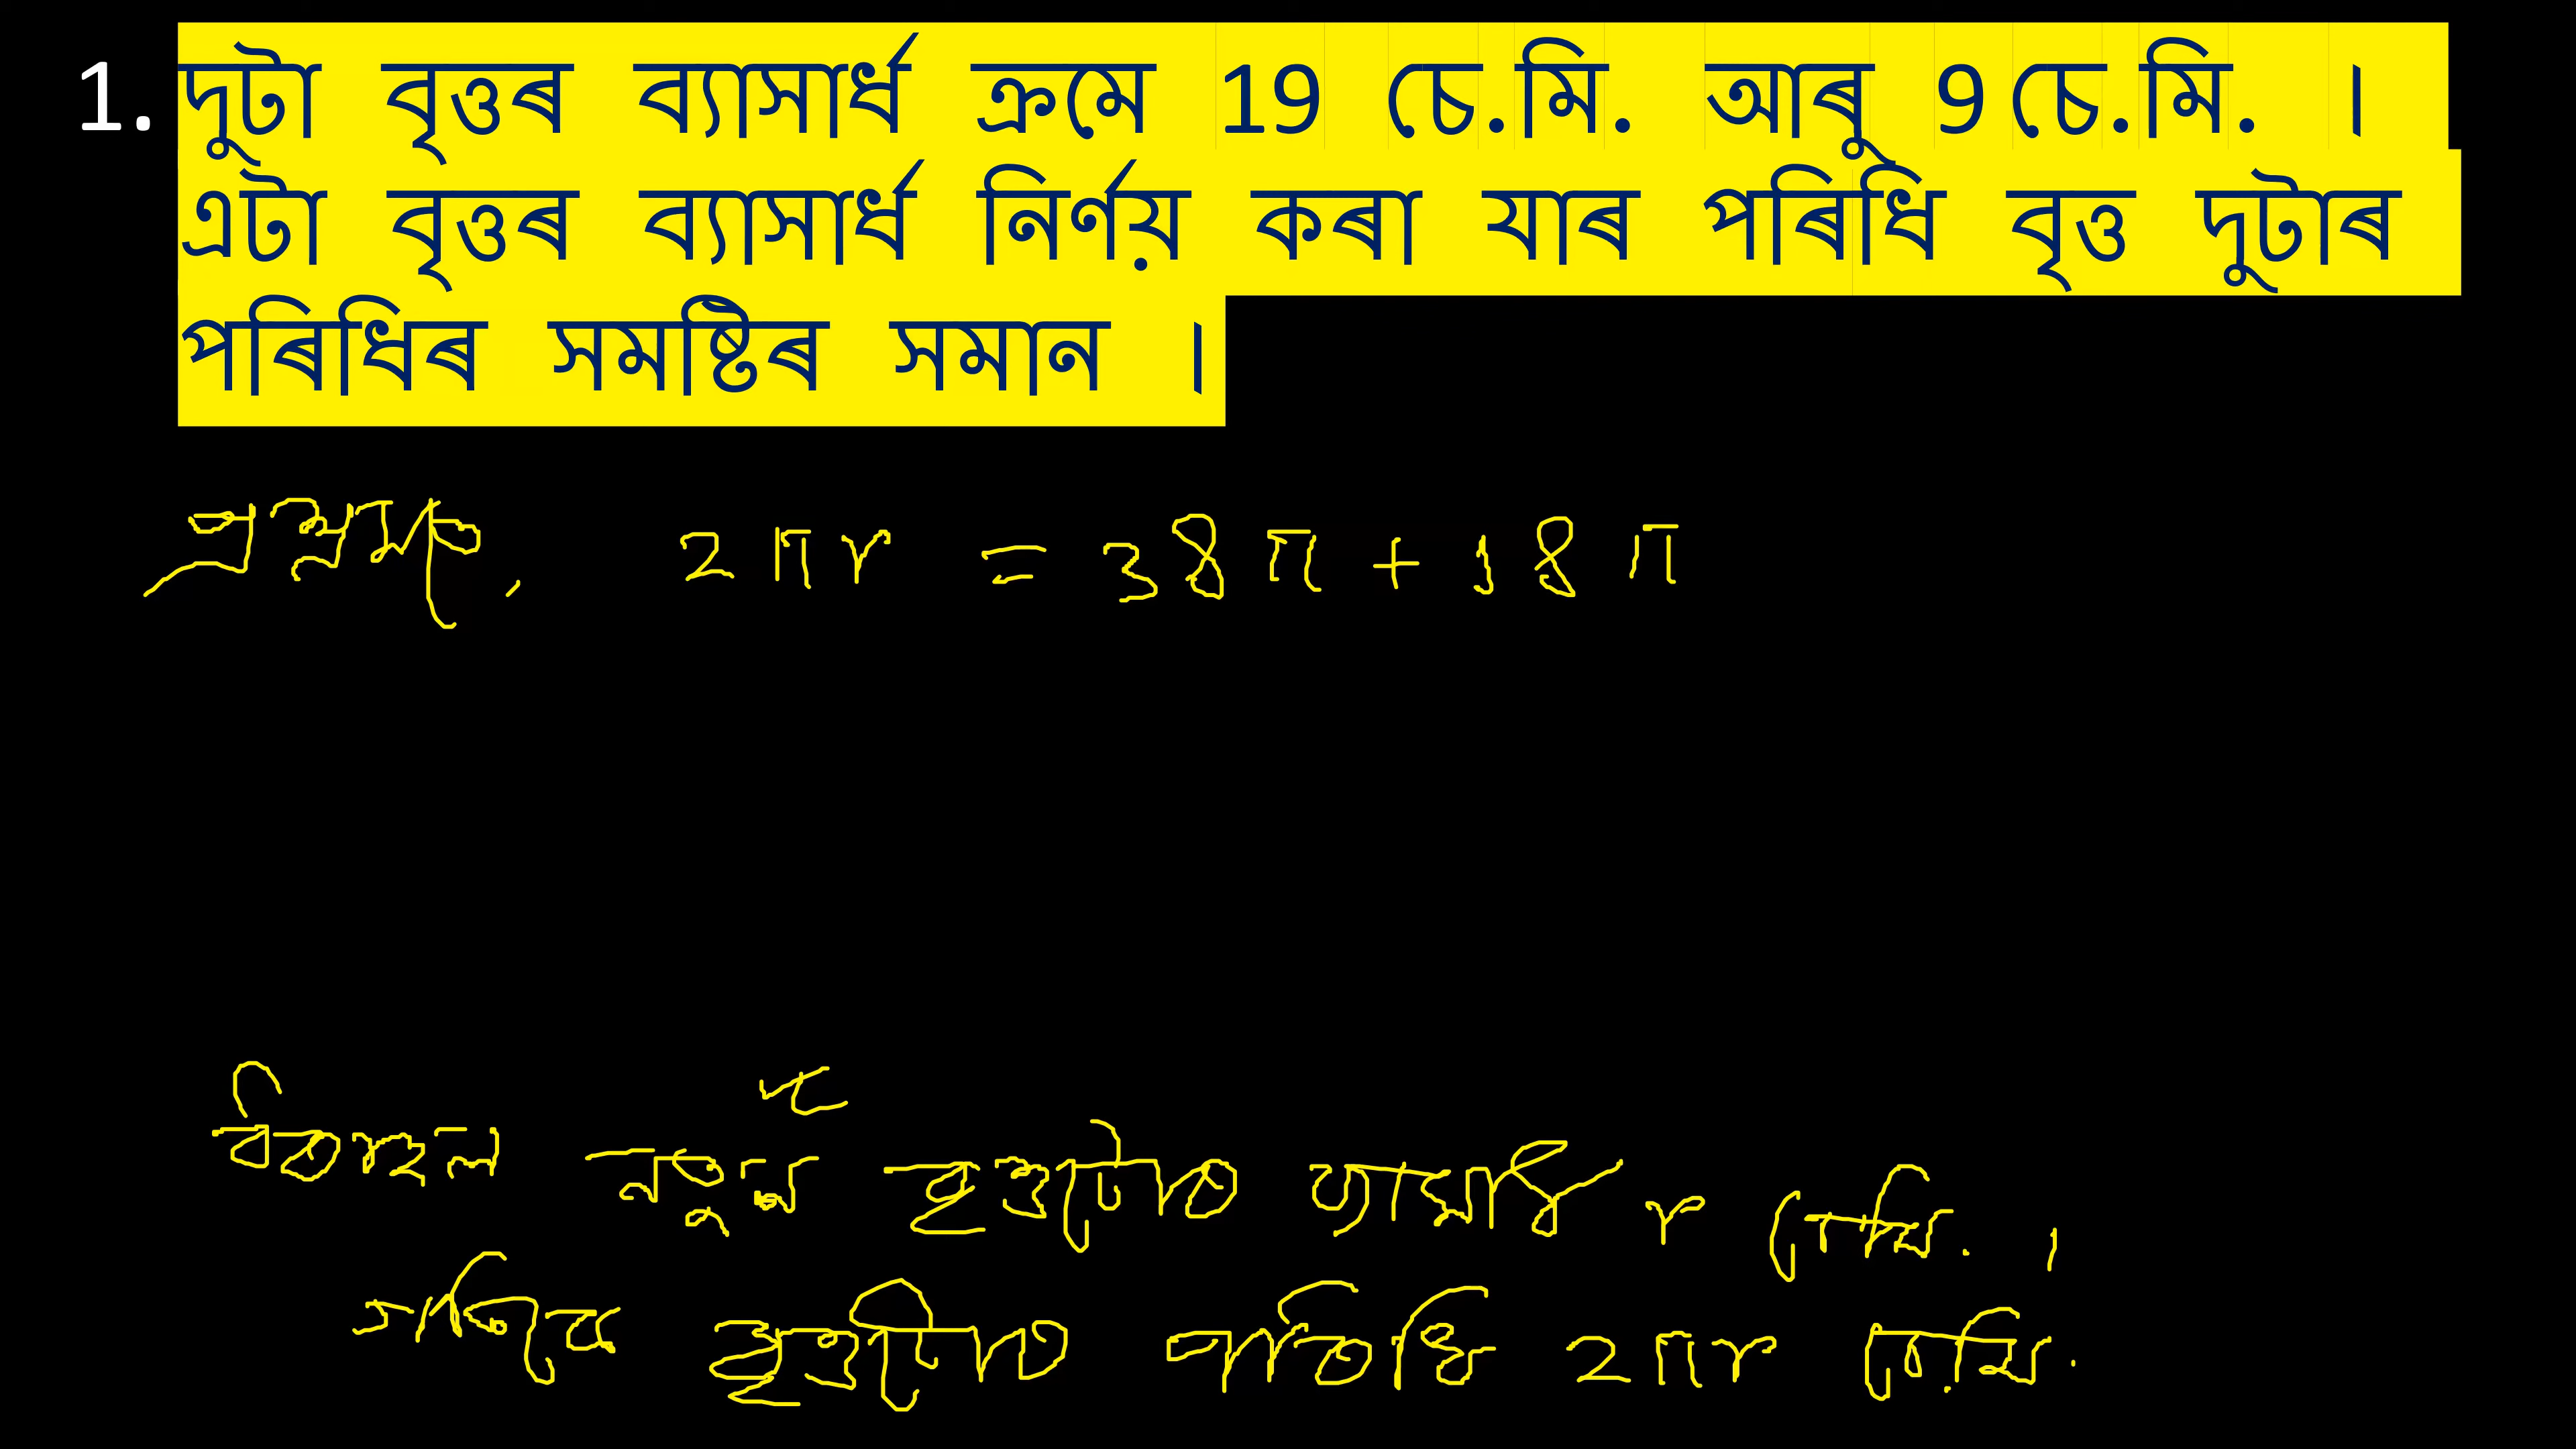 1. দুটা বৃত্তৰ ব্যাসাৰ্ধ ক্ৰমে 19 চে.মি. আৰু 9 চে.মি. ।
এটা বৃত্তৰ ব্যাসাৰ্ধ নিৰ্ণয় কৰা যাৰ পৰিধি বৃত্ত দুটাৰ
পৰিধিৰ সমষ্টিৰ সমান ।
প্ৰশ্নমতে, 2πr = 38π + 18π
নতুন বৃত্তটোৰ ব্যাসাৰ্ধ r চেমি. ।
গতিকে বৃত্তটোৰ পৰিধি 2πr চে.মি.